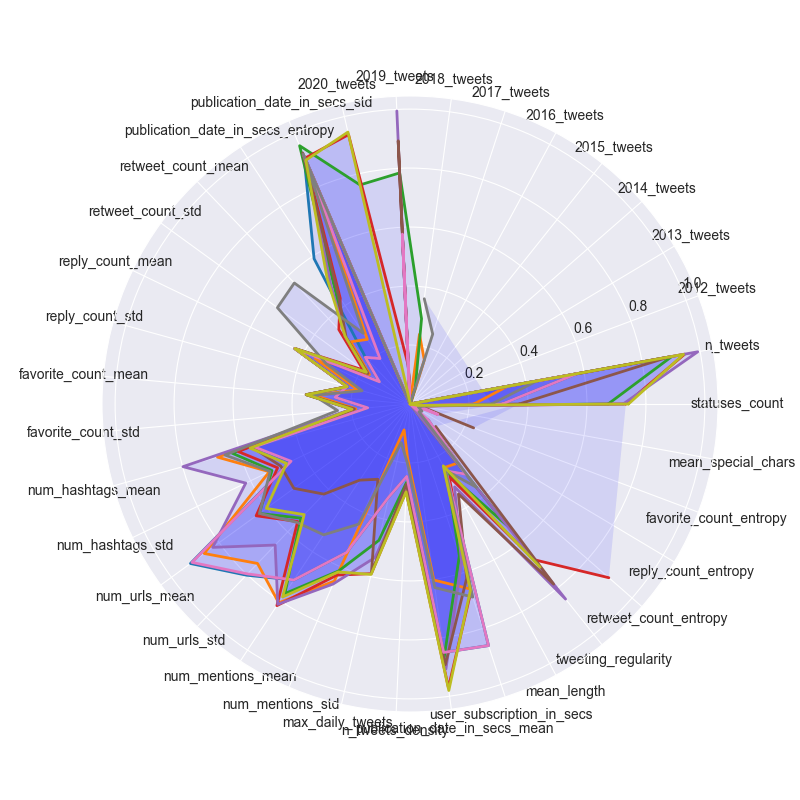 2019_tweets
2018_tweets
2020_tweets
2017_tweets
publication_date_in_secs_std
2016_tweets
publication_date_in_secs_entropy
2015_tweets
retweet_count_mean
2014_tweets
retweet_count_std
2013_tweets
reply_count_mean
1.0
2012_tweets
0.8
reply_count_std
0.6
n_tweets
0.4
favorite_count_mean
0.2
statuses_count
favorite_count_std
mean_special_chars
num_hashtags_mean
favorite_count_entropy
num_hashtags_std
reply_count_entropy
num_urls_mean
retweet_count_entropy
num_urls_std
tweeting_regularity
num_mentions_mean
mean_length
num_mentions_std
user_subscription_in_secs
max_daily_tweets
publication_date_in_secs_mean
n_tweets_density